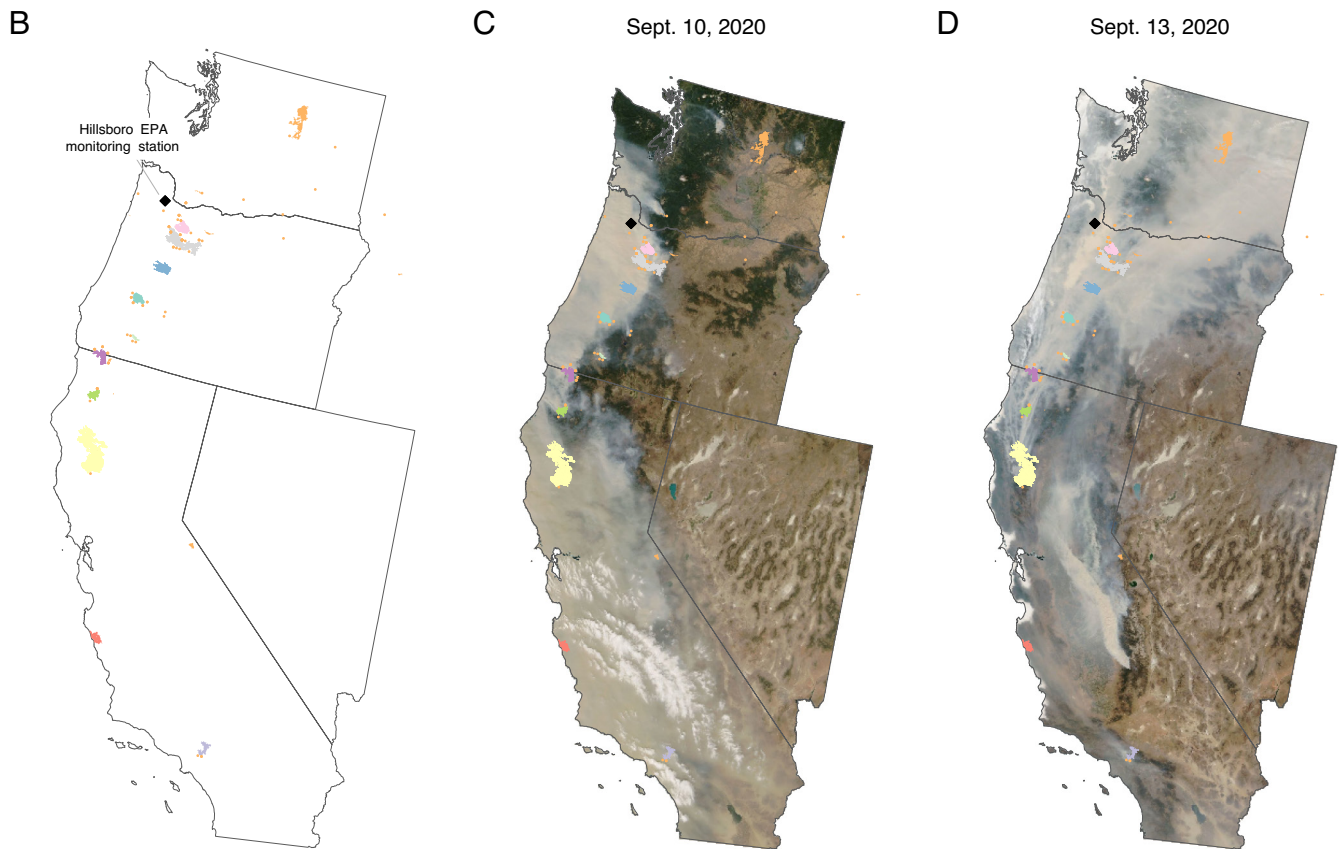 B
C
Sept. 10, 2020
D
Sept. 13, 2020
Hillsboro EPA
monitoring station